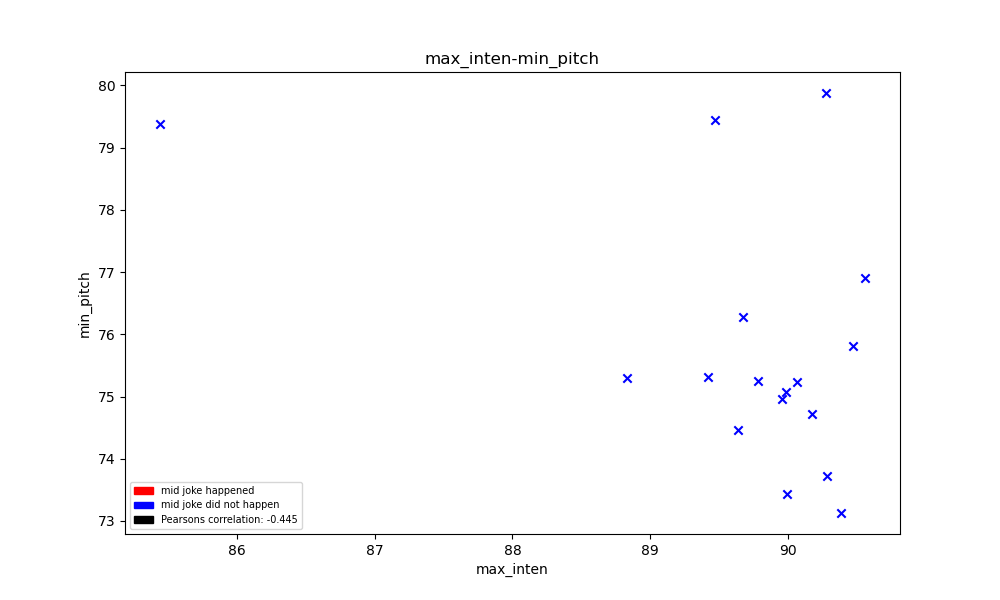 max_inten-min_pitch
80
79
78
77
76
75
74
73
min_pitch
mid joke happened
mid joke did not happen
Pearsons correlation: -0.445
86 87 88 89 90
max_inten